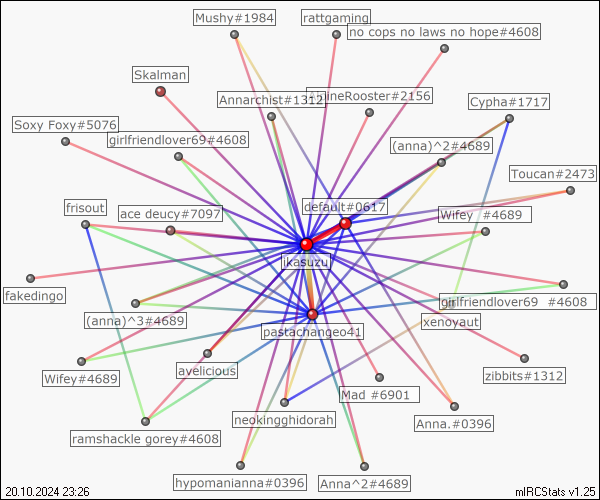 Mushy#1984
rattgaming
no cops no laws no hope#4608
Skalman
Annarchist#1312
nlineRooster#2156
Cypha#1717
Soxy Foxy#5076
girlfriendlover69#4608
(anna)^2#4689
Toucan#2473
frisout
ace deucy#7097
default#0617
Wifey #4689
ikasuzu
fakedingo
(anna)^3#4689
pastachangeo41
girlfriendlover69 #4608
xenoyaut
Wifey#4689
avelicious
zibbits#1312
Mad #6901
neokingghidorah
Anna.#0396
ramshackle gorey#4608
hypomanianna#0396
Anna^2#4689
20.10.2024 23:26
mIRCStats v1.25